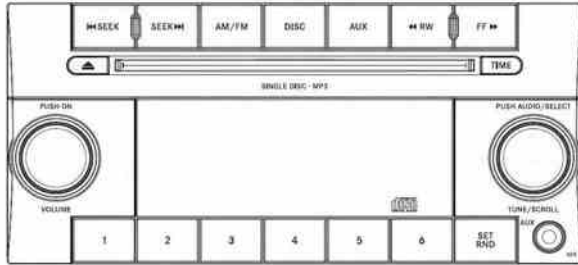 ⏮SEEK SEEK⏭ AM/FM DISC AUX ◀◀ RW FF ▶▶
TIME
SINGLE DISC - MP3
PUSH ON PUSH AUDIO/SELECT
VOLUME TUNE/SCROLL
AUX
1 2 3 4 5 6 SET
RND